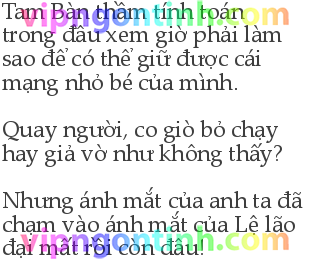 Tam Bàn thầm tính toán
trong đầu xem giờ phải làm
sao để có thể giữ được cái
mạng nhỏ bé của mình.
Quay người, co giò bỏ chạy
hay giả vờ như không thấy?
Nhưng ánh mắt của anh ta đã
chạm vào ánh mắt của Lệ lão
đại mất rồi còn đâu!
vipngontinh.com
vipngontinh.com